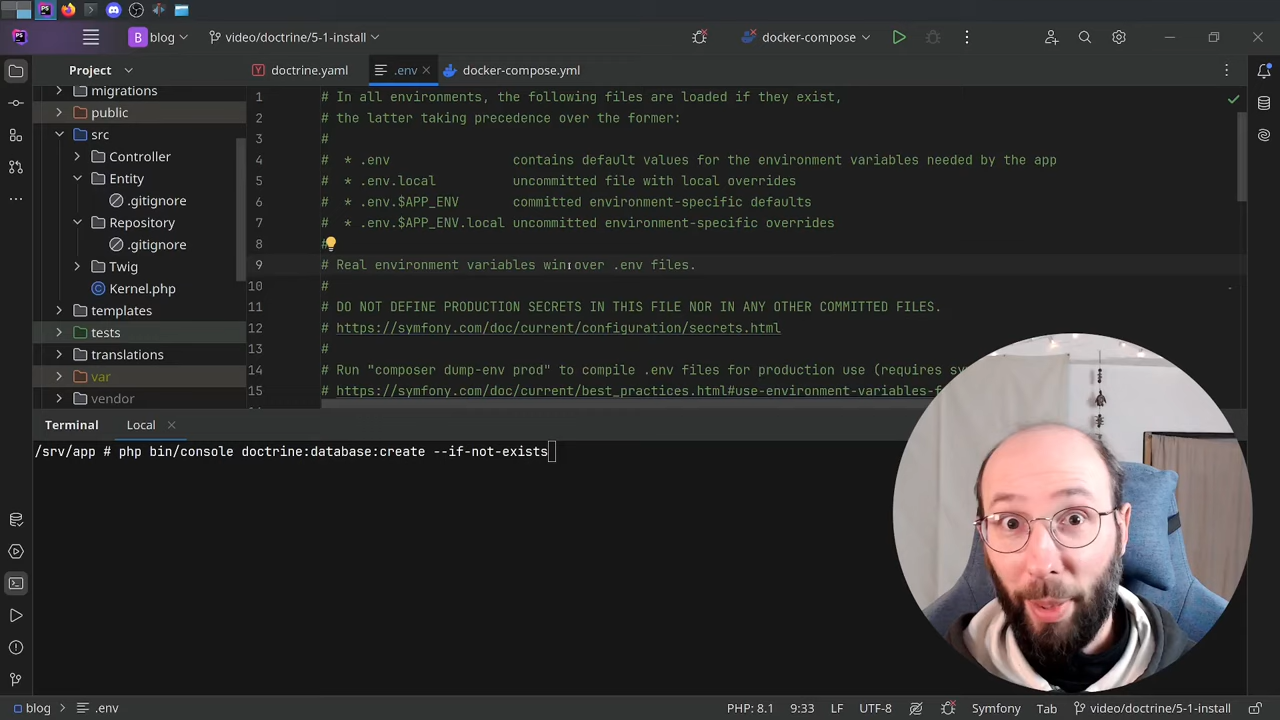 B blog
video/doctrine/5-1-install
docker-compose
Project
doctrine.yaml
.env
docker-compose.yml
migrations
public
src
Controller
Entity
.gitignore
Repository
.gitignore
Twig
Kernel.php
templates
tests
translations
var
vendor
1 # In all environments, the following files are loaded if they exist,
2 # the latter taking precedence over the former:
3 #
4 # * .env contains default values for the environment variables needed by the app
5 # * .env.local uncommitted file with local overrides
6 # * .env.$APP_ENV committed environment-specific defaults
7 # * .env.$APP_ENV.local uncommitted environment-specific overrides
8 #
9 # Real environment variables win over .env files.
10 #
11 # DO NOT DEFINE PRODUCTION SECRETS IN THIS FILE NOR IN ANY OTHER COMMITTED FILES.
12 # https://symfony.com/doc/current/configuration/secrets.html
13 #
14 # Run "composer dump-env prod" to compile .env files for production use (requires
15 # https://symfony.com/doc/current/best_practices.html#use-environment-variables-
Terminal
Local
/srv/app # php bin/console doctrine:database:create --if-not-exists
blog
.env
PHP: 8.1
9:33
LF
UTF-8
Symfony
Tab
video/doctrine/5-1-install